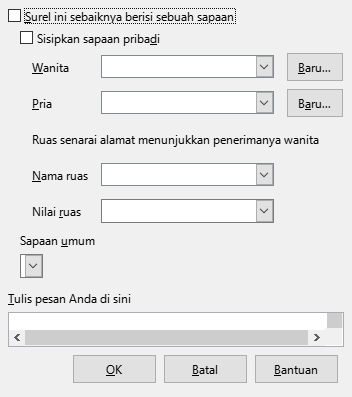 Surel ini sebaiknya berisi sebuah sapaan
Sisipkan sapaan pribadi
Wanita Baru...
Pria Baru...
Ruas senarai alamat menunjukkan penerimanya wanita
Nama ruas
Nilai ruas
Sapaan umum
Tulis pesan Anda di sini
OK Batal Bantuan